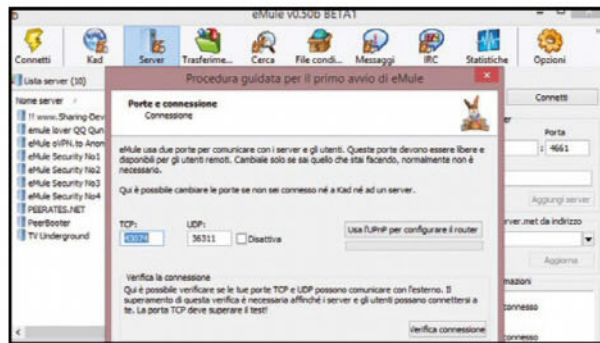 eMule v0.50b BETA1
Connetti Kad Server Trasferime... Cerca File condi... Messaggi IRC Statistiche Opzioni
Lista server (10)
Procedura guidata per il primo avvio di eMule
Nome server
Connetti
Porte e connessione
Connessione
!! www.Sharing-Dev
emule lover QQ Qun
eMule oVPN.to Anon
eMule Security No1
eMule Security No2
eMule Security No3
eMule Security No4
PEERATES.NET
PeerBooter
TV Underground
Porta
: 4661
eMule usa due porte per comunicare con i server e gli utenti. Queste porte devono essere libere e
disponibili per gli utenti remoti. Cambiale solo se sai quello che stai facendo, normalmente non è
necessario.
Qui è possibile cambiare le porte se non sei connesso né a Kad né ad un server.
Aggiungi server
TCP: UDP:
36311 Disattiva
Usa l'UPnP per configurare il router
rver.met da indirizzo
Aggiorna
Verifica la connessione
Qui è possibile verificare se le tue porte TCP e UDP possono comunicare con l'esterno. Il
superamento di questa verifica è necessaria affinché i server e gli utenti possano connettersi a
te. La porta TCP deve superare il test!
Verifica connessione
mazioni
connesso
connesso